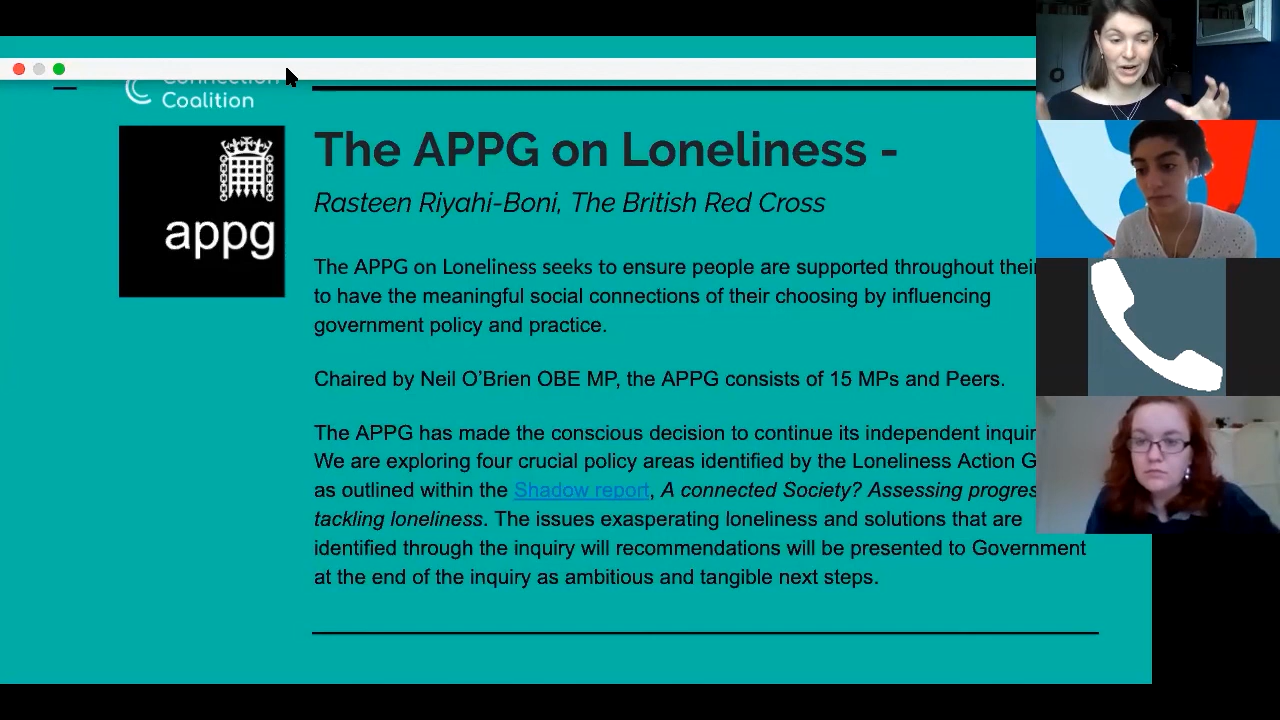 Connection
Coalition
appg
The APPG on Loneliness -
Rasteen Riyahi-Boni, The British Red Cross
The APPG on Loneliness seeks to ensure people are supported throughout their
to have the meaningful social connections of their choosing by influencing
government policy and practice.
Chaired by Neil O'Brien OBE MP, the APPG consists of 15 MPs and Peers.
The APPG has made the conscious decision to continue its independent
We are exploring four crucial policy areas identified by the Loneliness Action
as outlined within the Shadow report, A connected Society? Assessing
tackling loneliness. The issues exasperating loneliness and solutions that are
identified through the inquiry will recommendations will be presented to Government
at the end of the inquiry as ambitious and tangible next steps.